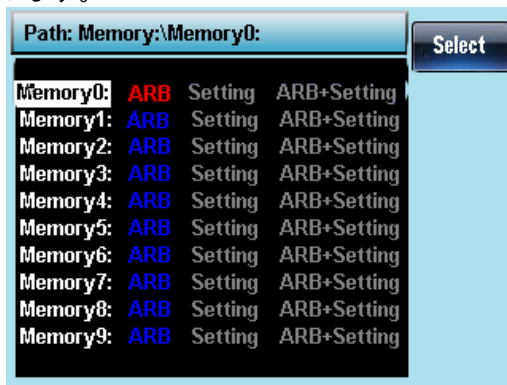 Path: Memory:\Memory0:
Select
Memory0: ARB Setting ARB+Setting
Memory1: ARB Setting ARB+Setting
Memory2: ARB Setting ARB+Setting
Memory3: ARB Setting ARB+Setting
Memory4: ARB Setting ARB+Setting
Memory5: ARB Setting ARB+Setting
Memory6: ARB Setting ARB+Setting
Memory7: ARB Setting ARB+Setting
Memory8: ARB Setting ARB+Setting
Memory9: ARB Setting ARB+Setting